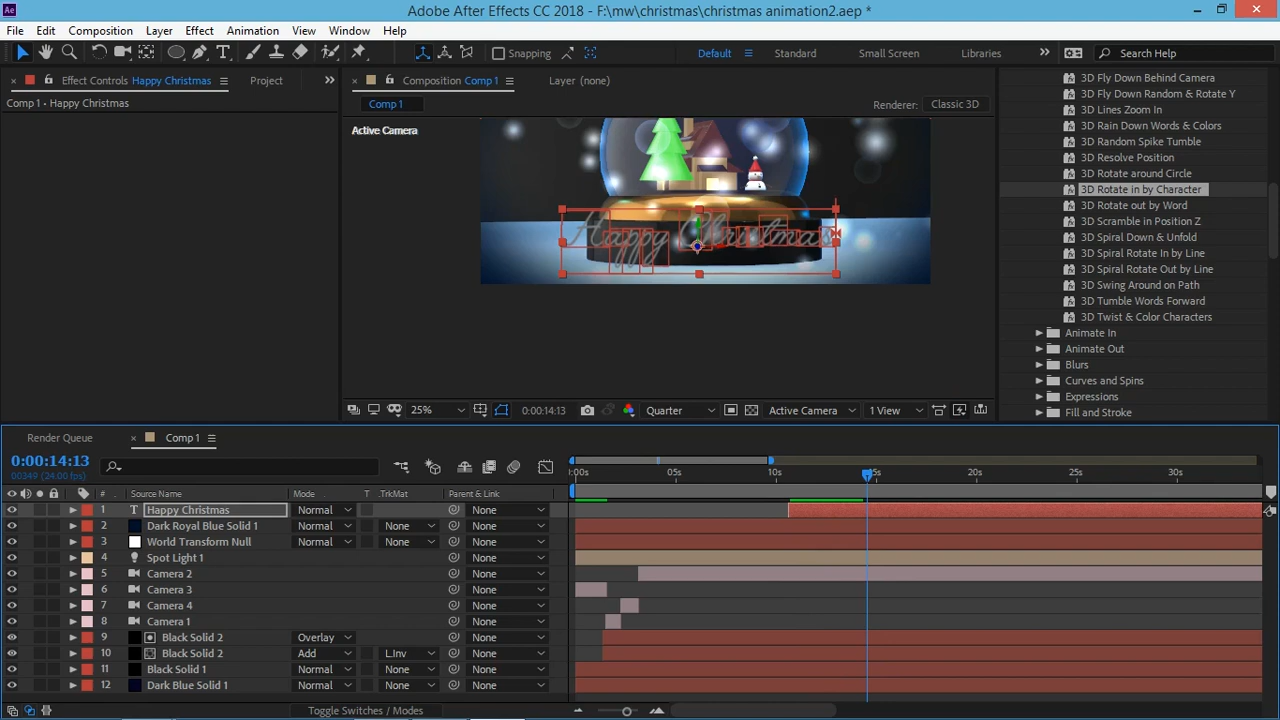 Ae Adobe After Effects CC 2018 - F:\mw\christmas\christmas animation2.aep *
File Edit Composition Layer Effect Animation View Window Help
Snapping Default Standard Small Screen Libraries Search Help
Effect Controls Happy Christmas Project Composition Comp 1 Layer (none)
Comp 1 • Happy Christmas
Comp 1 Renderer: Classic 3D
Active Camera
Happy Christmas
3D Fly Down Behind Camera
3D Fly Down Random & Rotate Y
3D Lines Zoom In
3D Rain Down Words & Colors
3D Random Spike Tumble
3D Resolve Position
3D Rotate around Circle
3D Rotate in by Character
3D Rotate out by Word
3D Scramble in Position Z
3D Spiral Down & Unfold
3D Spiral Rotate In by Line
3D Spiral Rotate Out by Line
3D Swing Around on Path
3D Tumble Words Forward
3D Twist & Color Characters
Animate In
Animate Out
Blurs
Curves and Spins
Expressions
Fill and Stroke
25% 0:00:14:13 Quarter Active Camera 1 View
Render Queue Comp 1
0:00:14:13
00349 (24.00 fps)
:00s 05s 10s 15s 20s 25s 30s
# Source Name Mode T .TrkMat Parent & Link
1 T Happy Christmas Normal None
2 Dark Royal Blue Solid 1 Normal None None
3 World Transform Null Normal None None
4 Spot Light 1 None
5 Camera 2 None
6 Camera 3 None
7 Camera 4 None
8 Camera 1 None
9 Black Solid 2 Overlay None
10 Black Solid 2 Add L.Inv None
11 Black Solid 1 Normal None None
12 Dark Blue Solid 1 Normal None None
Toggle Switches / Modes